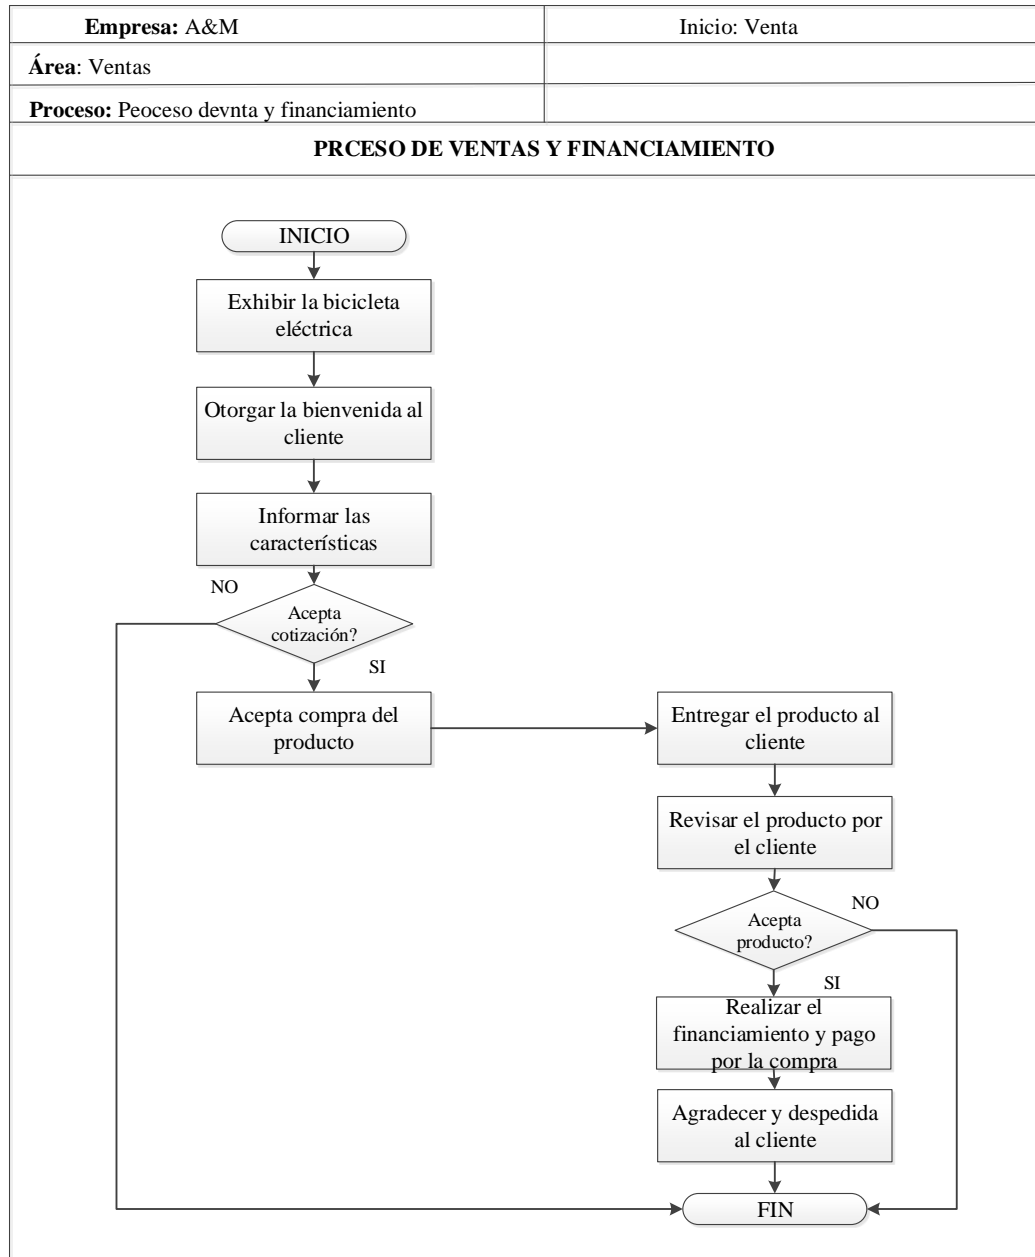 Empresa: A&M
Inicio: Venta
Área: Ventas
Proceso: Peoceso devnta y financiamiento
PRCESO DE VENTAS Y FINANCIAMIENTO
INICIO
Exhibir la bicicleta
eléctrica
Otorgar la bienvenida al
cliente
Informar las
características
NO
Acepta
cotización?
SI
Acepta compra del
producto
Entregar el producto al
cliente
Revisar el producto por
el cliente
NO
Acepta
producto?
SI
Realizar el
financiamiento y pago
por la compra
Agradecer y despedida
al cliente
FIN